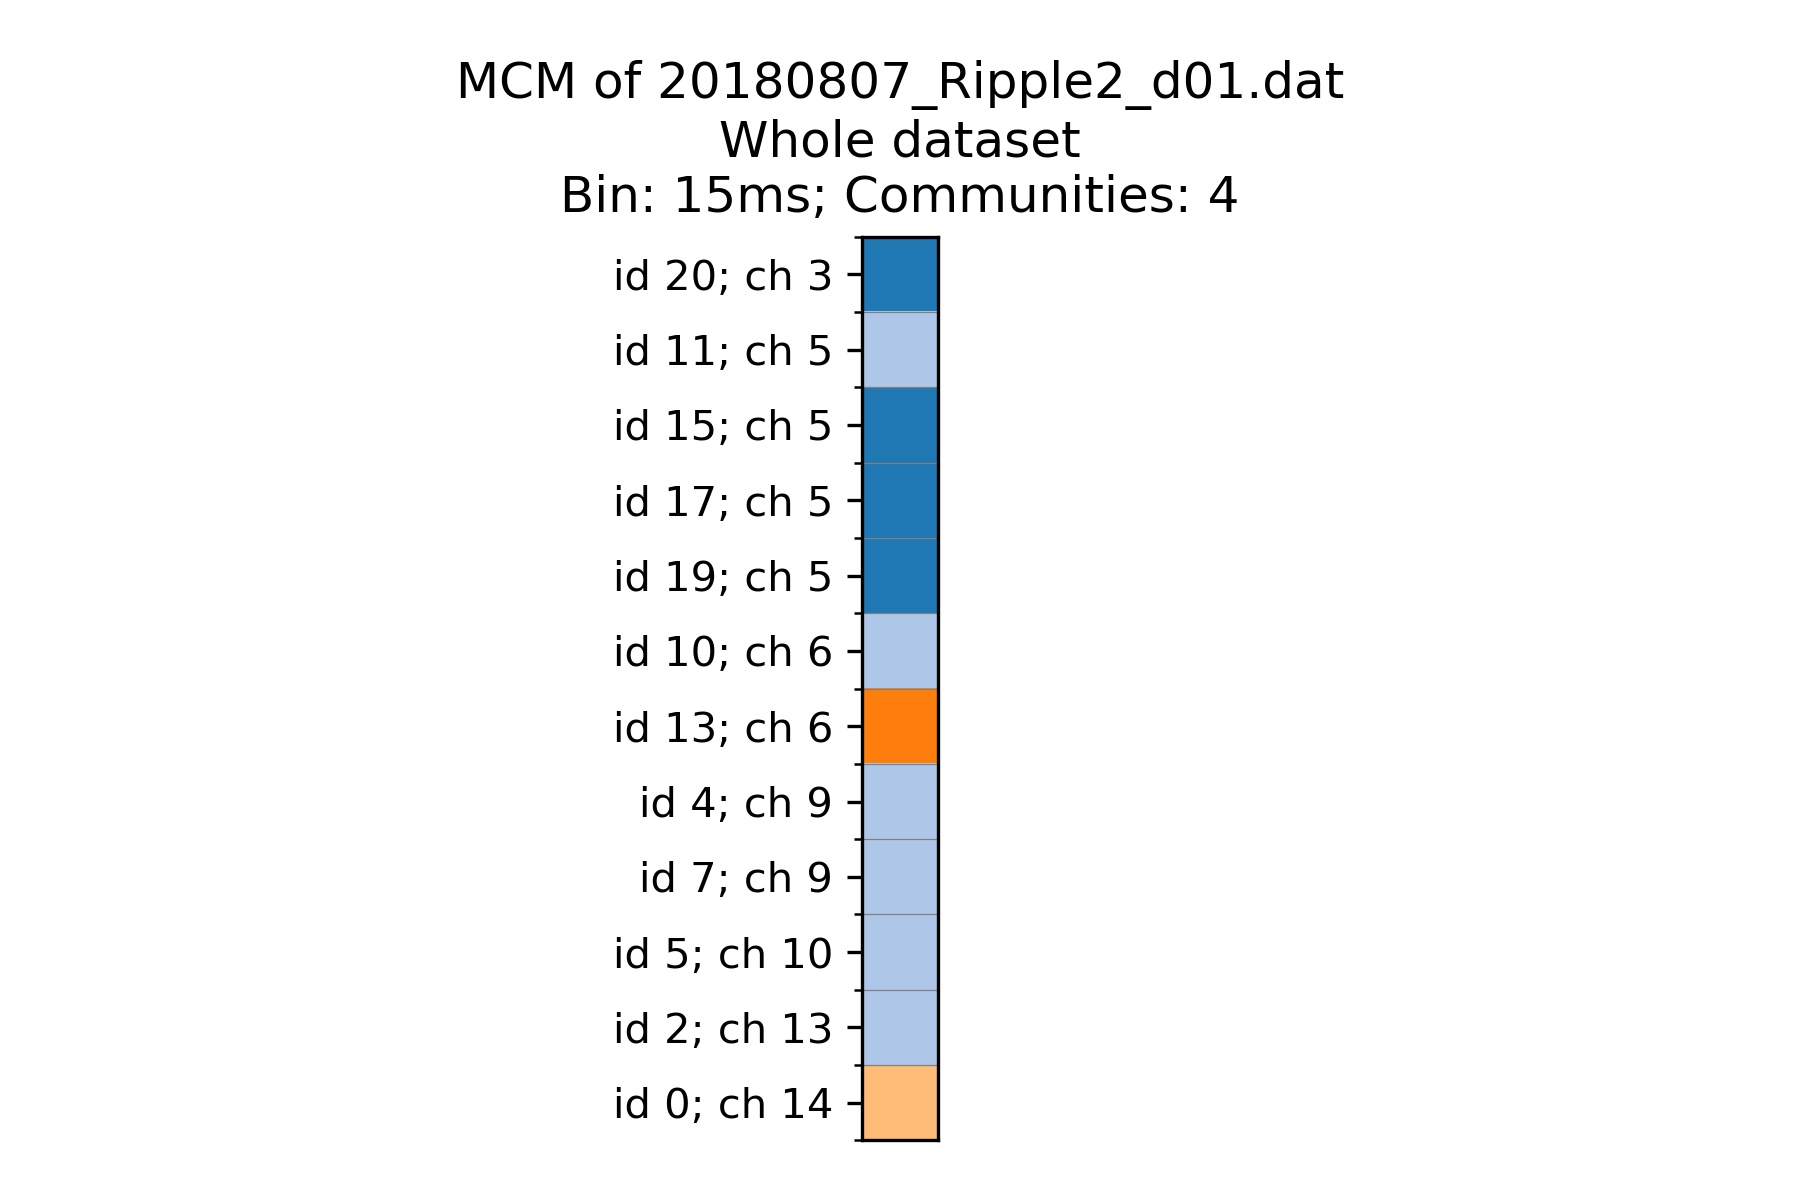 MCM of 20180807_Ripple2_d01.dat
Whole dataset
Bin: 15ms; Communities: 4
id 20; ch 3
id 11; ch 5
id 15; ch 5
id 17; ch 5
id 19; ch 5
id 10; ch 6
id 13; ch 6
id 4; ch 9
id 7; ch 9
id 5; ch 10
id 2; ch 13
id 0; ch 14